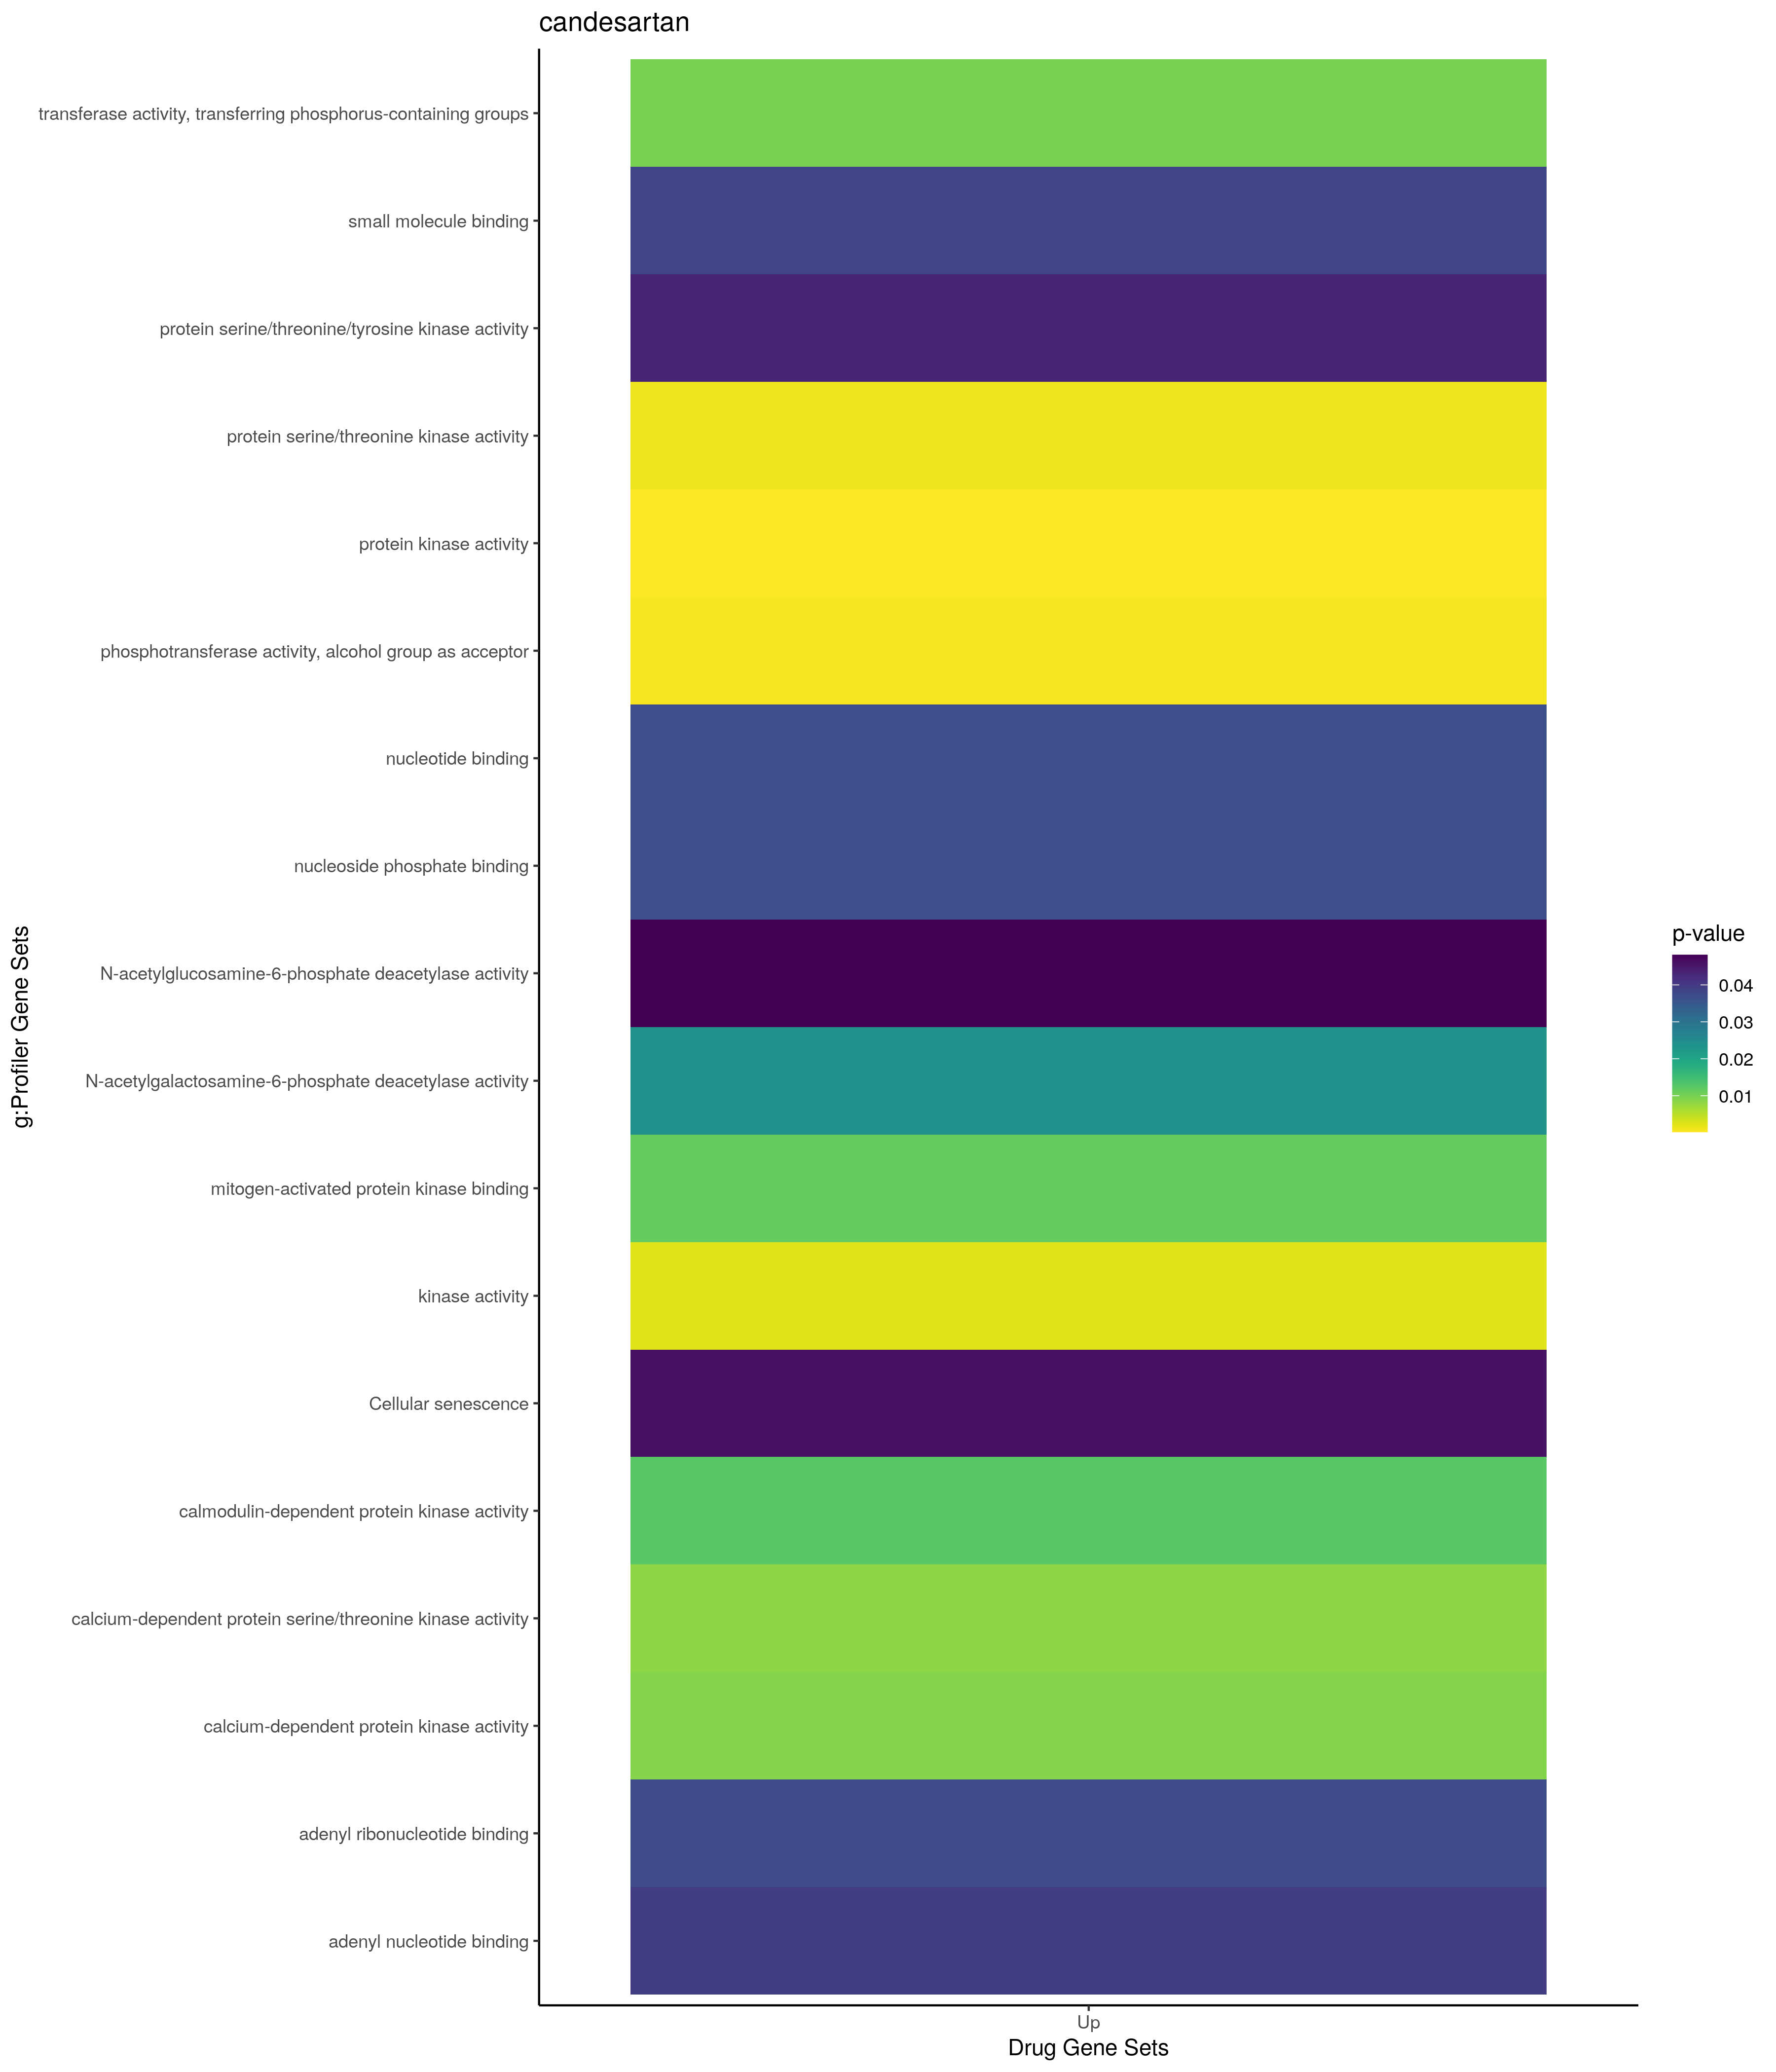 candesartan
transferase activity, transferring phosphorus-containing groups
small molecule binding
protein serine/threonine/tyrosine kinase activity
protein serine/threonine kinase activity
protein kinase activity
phosphotransferase activity, alcohol group as acceptor
nucleotide binding
nucleoside phosphate binding
N-acetylglucosamine-6-phosphate deacetylase activity
N-acetylgalactosamine-6-phosphate deacetylase activity
mitogen-activated protein kinase binding
kinase activity
Cellular senescence
calmodulin-dependent protein kinase activity
calcium-dependent protein serine/threonine kinase activity
calcium-dependent protein kinase activity
adenyl ribonucleotide binding
adenyl nucleotide binding
g:Profiler Gene Sets
Up
Drug Gene Sets
p-value
0.04
0.03
0.02
0.01